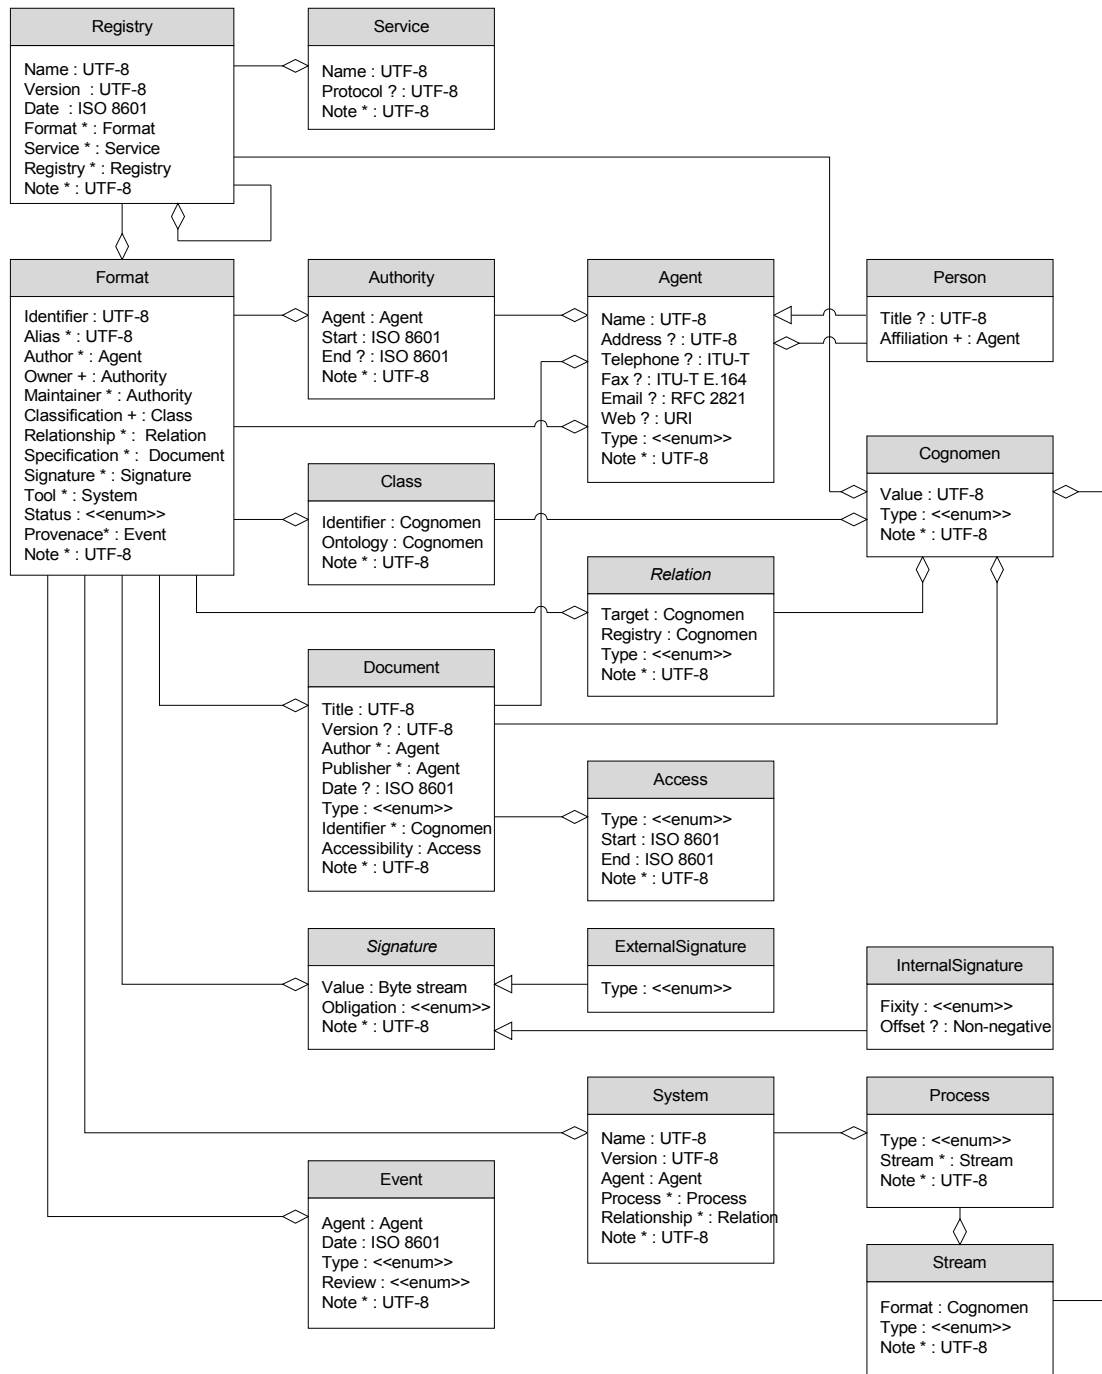 Registry
Name : UTF-8
Version : UTF-8
Date : ISO 8601
Format * : Format
Service * : Service
Registry * : Registry
Note * : UTF-8
Service
Name : UTF-8
Protocol ? : UTF-8
Note * : UTF-8
Format
Identifier : UTF-8
Alias * : UTF-8
Author * : Agent
Owner + : Authority
Maintainer * : Authority
Classification + : Class
Relationship * : Relation
Specification * : Document
Signature * : Signature
Tool * : System
Status : <<enum>>
Provenace* : Event
Note * : UTF-8
Authority
Agent : Agent
Start : ISO 8601
End ? : ISO 8601
Note * : UTF-8
Agent
Name : UTF-8
Address ? : UTF-8
Telephone ? : ITU-T
Fax ? : ITU-T E.164
Email ? : RFC 2821
Web ? : URI
Type : <<enum>>
Note * : UTF-8
Person
Title ? : UTF-8
Affiliation + : Agent
Class
Identifier : Cognomen
Ontology : Cognomen
Note * : UTF-8
Cognomen
Value : UTF-8
Type : <<enum>>
Note * : UTF-8
Relation
Target : Cognomen
Registry : Cognomen
Type : <<enum>>
Note * : UTF-8
Document
Title : UTF-8
Version ? : UTF-8
Author * : Agent
Publisher * : Agent
Date ? : ISO 8601
Type : <<enum>>
Identifier * : Cognomen
Accessibility : Access
Note * : UTF-8
Access
Type : <<enum>>
Start : ISO 8601
End : ISO 8601
Note * : UTF-8
Signature
Value : Byte stream
Obligation : <<enum>>
Note * : UTF-8
ExternalSignature
Type : <<enum>>
InternalSignature
Fixity : <<enum>>
Offset ? : Non-negative
System
Name : UTF-8
Version : UTF-8
Agent : Agent
Process * : Process
Relationship * : Relation
Note * : UTF-8
Process
Type : <<enum>>
Stream * : Stream
Note * : UTF-8
Event
Agent : Agent
Date : ISO 8601
Type : <<enum>>
Review : <<enum>>
Note * : UTF-8
Stream
Format : Cognomen
Type : <<enum>>
Note * : UTF-8